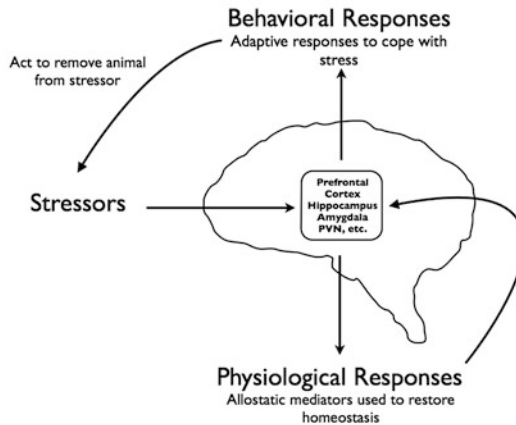 Behavioral Responses
Adaptive responses to cope with
stress
Act to remove animal
from stressor
Stressors
Prefrontal
Cortex
Hippocampus
Amygdala
PVN, etc.
Physiological Responses
Allostatic mediators used to restore
homeostasis